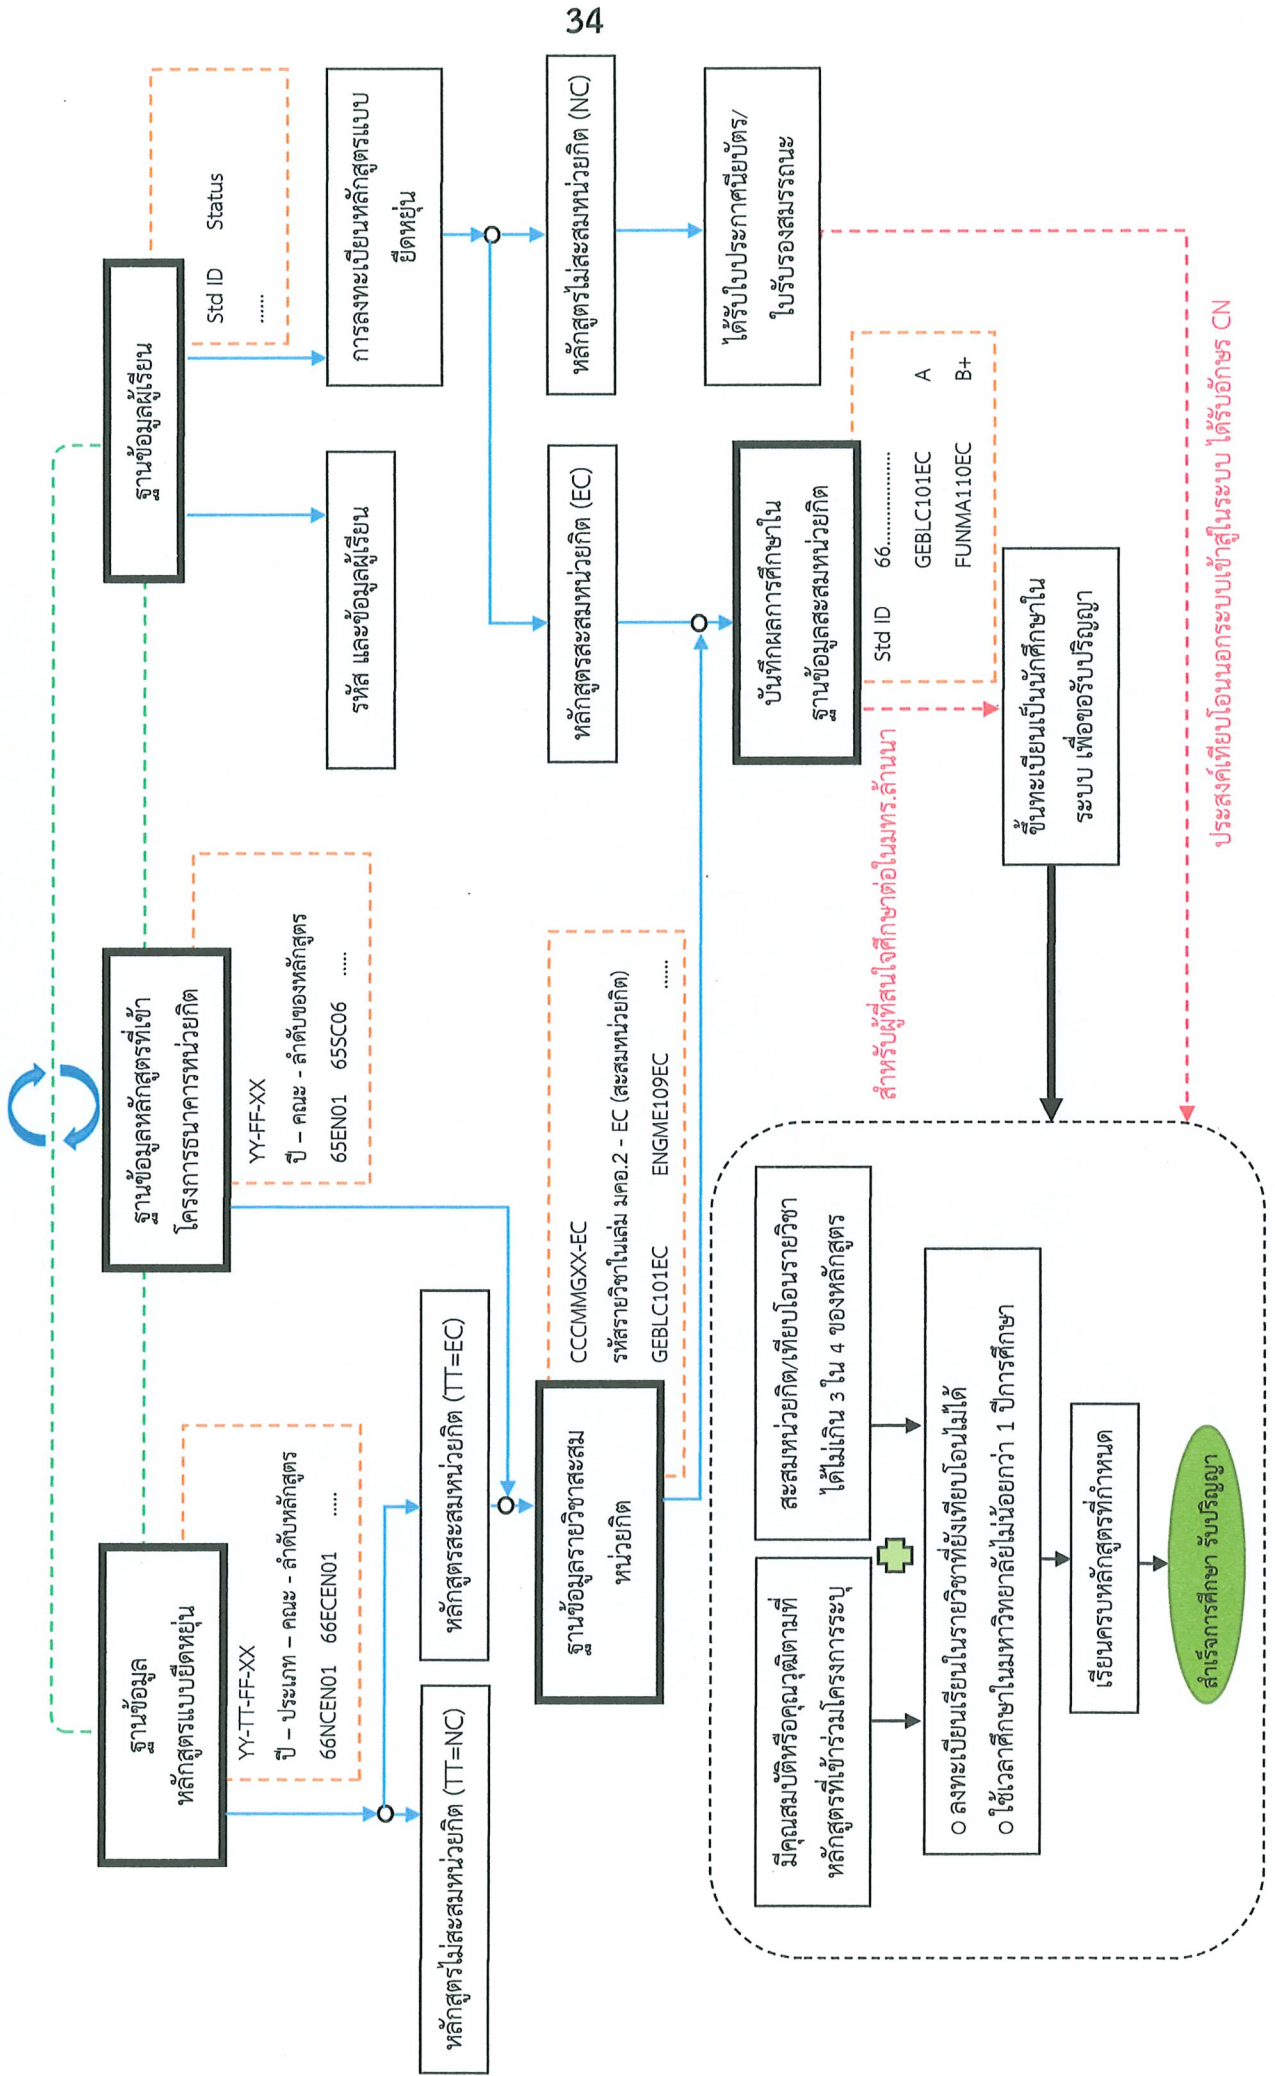 34
ฐานข้อมูล
หลักสูตรแบบยืดหยุ่น
YY-TT-FF-XX
ปี – ประเภท – คณะ - ลำดับหลักสูตร
66NCEN01 66ECEN01 .....
หลักสูตรไม่สะสมหน่วยกิต (TT=NC)
หลักสูตรสะสมหน่วยกิต (TT=EC)
ฐานข้อมูลหลักสูตรที่เข้า
โครงการธนาคารหน่วยกิต
YY-FF-XX
ปี – คณะ - ลำดับของหลักสูตร
65EN01 65SC06 .....
ฐานข้อมูลรายวิชาสะสม
หน่วยกิต
CCCMMGXX-EC
รหัสรายวิชาในเล่ม มคอ.2 - EC (สะสมหน่วยกิต)
GEBLC101EC ENGME109EC ......
ฐานข้อมูลผู้เรียน
Std ID Status
......
รหัส และข้อมูลผู้เรียน
การลงทะเบียนหลักสูตรแบบ
ยืดหยุ่น
หลักสูตรสะสมหน่วยกิต (EC)
หลักสูตรไม่สะสมหน่วยกิต (NC)
ได้รับใบประกาศนียบัตร/
ใบรับรองสมรรถนะ
บันทึกผลการศึกษาใน
ฐานข้อมูลสะสมหน่วยกิต
Std ID 66..................
GEBLC101EC A
FUNMA110EC B+
สำหรับผู้ที่สนใจศึกษาต่อในมทร.ล้านนา
ขึ้นทะเบียนเป็นนักศึกษาใน
ระบบ เพื่อขอรับปริญญา
ประสงค์เทียบโอนนอกระบบเข้าสู่ในระบบ ได้รับอักษร CN
มีคุณสมบัติหรือคุณวุฒิตามที่
หลักสูตรที่เข้าร่วมโครงการระบุ
สะสมหน่วยกิต/เทียบโอนรายวิชา
ได้ไม่เกิน 3 ใน 4 ของหลักสูตร
o ลงทะเบียนเรียนในรายวิชาที่ยังเทียบโอนไม่ได้
o ใช้เวลาศึกษาในมหาวิทยาลัยไม่น้อยกว่า 1 ปีการศึกษา
เรียนครบหลักสูตรที่กำหนด
สำเร็จการศึกษา รับปริญญา